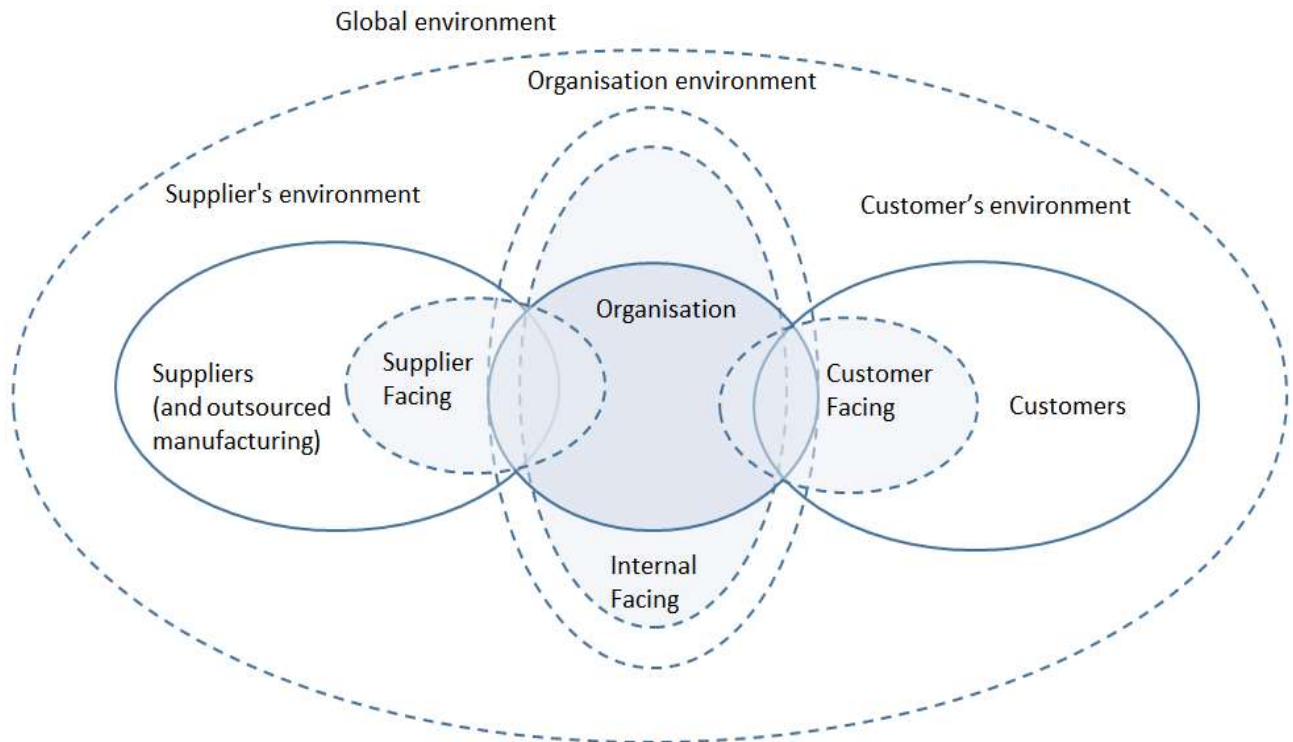 Global environment
Organisation environment
Supplier's environment
Customer’s environment
Organisation
Supplier
Facing
Suppliers
(and outsourced
manufacturing)
Customer
Facing
Customers
Internal
Facing